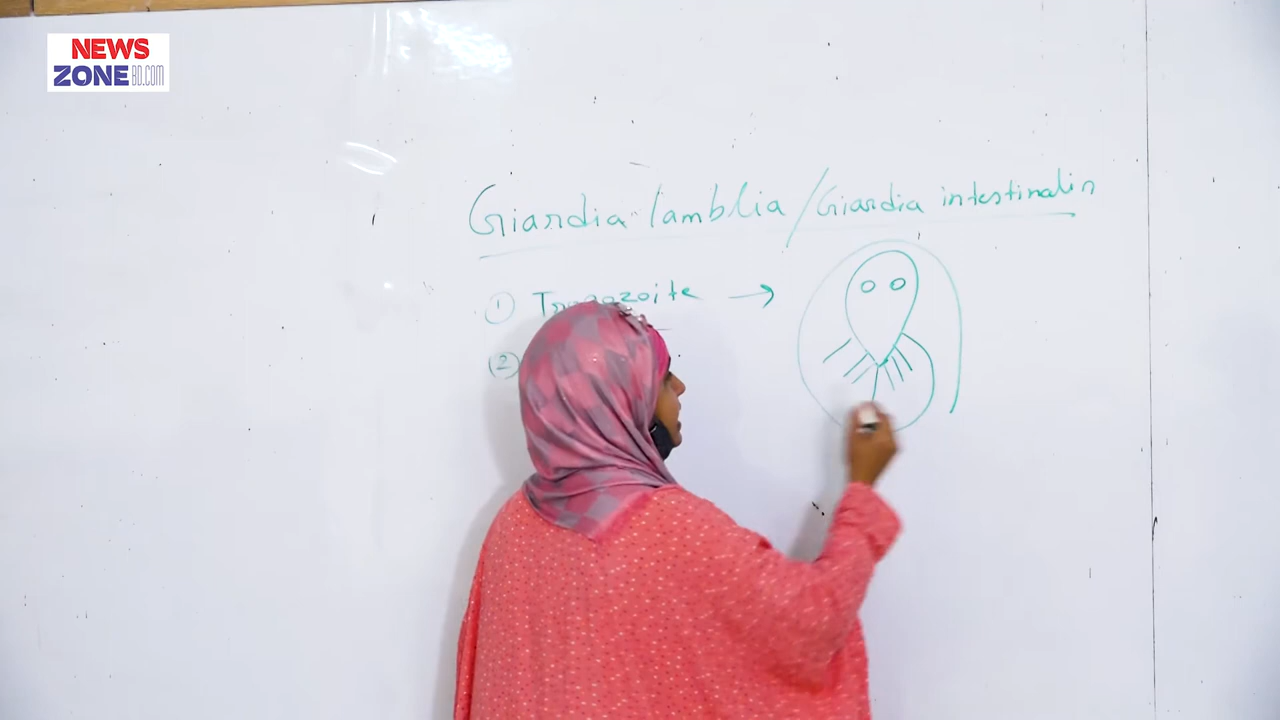 NEWS
ZONE BD.COM
Giardia lamblia / Giardia intestinalis
① Trophozoite →
②